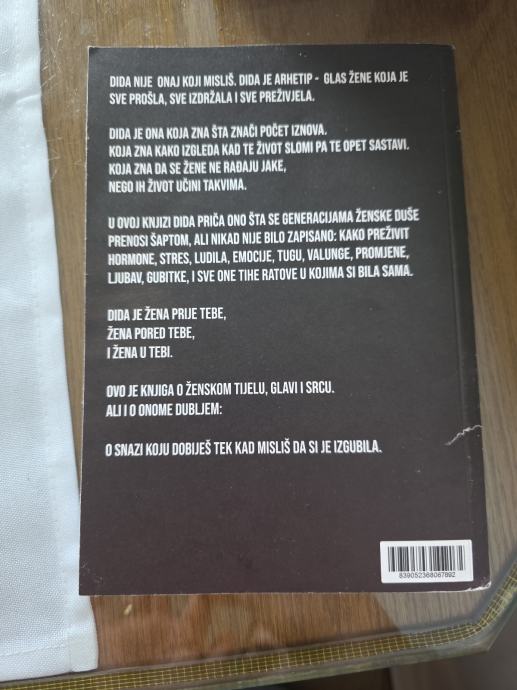 DIDA NIJE ONAJ KOJI MISLIŠ. DIDA JE ARHETIP - GLAS ŽENE KOJA JE
SVE PROŠLA, SVE IZDRŽALA I SVE PREŽIVJELA.
DIDA JE ONA KOJA ZNA ŠTA ZNAČI POČET IZNOVA.
KOJA ZNA KAKO IZGLEDA KAD TE ŽIVOT SLOMI PA TE OPET SASTAVI.
KOJA ZNA DA SE ŽENE NE RAĐAJU JAKE,
NEGO IH ŽIVOT UČINI TAKVIMA.
U OVOJ KNJIZI DIDA PRIČA ONO ŠTA SE GENERACIJAMA ŽENSKE DUŠE
PRENOSI ŠAPTOM, ALI NIKAD NIJE BILO ZAPISANO: KAKO PREŽIVIT
HORMONE, STRES, LUDILA, EMOCIJE, TUGU, VALUNGE, PROMJENE,
LJUBAV, GUBITKE, I SVE ONE TIHE RATOVE U KOJIMA SI BILA SAMA.
DIDA JE ŽENA PRIJE TEBE,
ŽENA PORED TEBE,
I ŽENA U TEBI.
OVO JE KNJIGA O ŽENSKOM TIJELU, GLAVI I SRCU.
ALI I O ONOME DUBLJEM:
O SNAZI KOJU DOBIJEŠ TEK KAD MISLIŠ DA SI JE IZGUBILA.
839052368067892